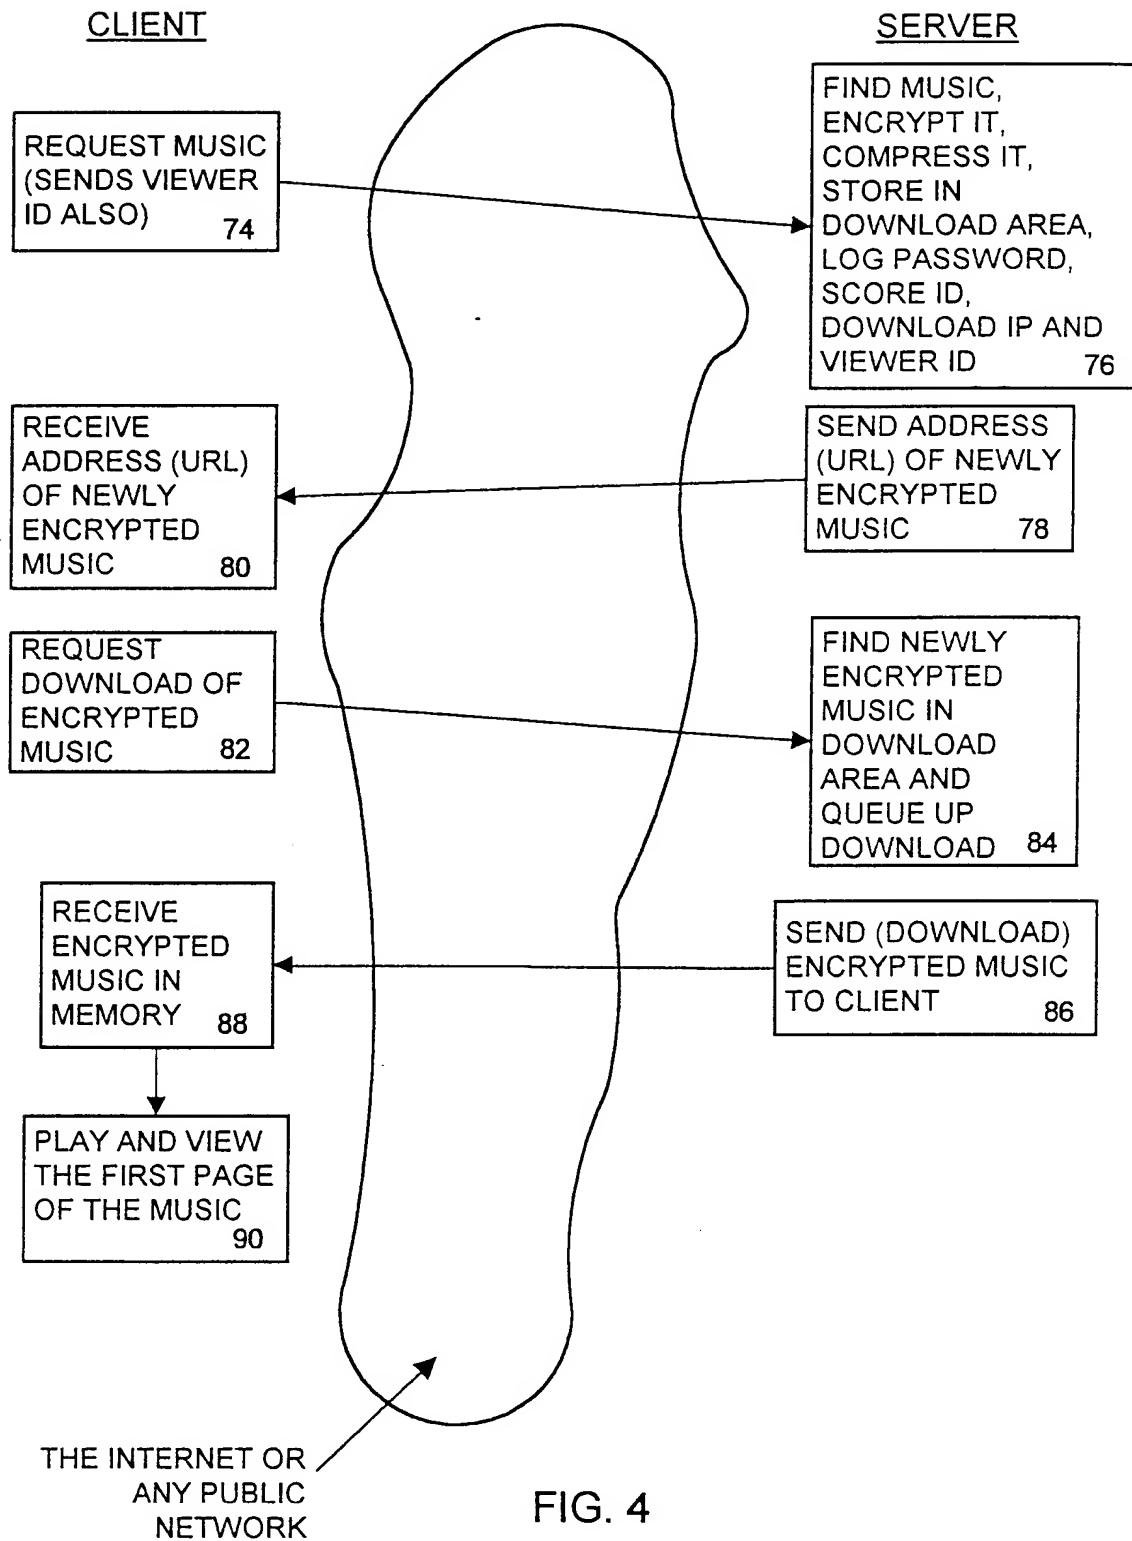 CLIENT
SERVER
REQUEST MUSIC
(SENDS VIEWER
ID ALSO)
74
FIND MUSIC,
ENCRYPT IT,
COMPRESS IT,
STORE IN
DOWNLOAD AREA,
LOG PASSWORD,
SCORE ID,
DOWNLOAD IP AND
VIEWER ID
76
SEND ADDRESS
(URL) OF NEWLY
ENCRYPTED
MUSIC
78
RECEIVE
ADDRESS (URL)
OF NEWLY
ENCRYPTED
MUSIC
80
REQUEST
DOWNLOAD OF
ENCRYPTED
MUSIC
82
FIND NEWLY
ENCRYPTED
MUSIC IN
DOWNLOAD
AREA AND
QUEUE UP
DOWNLOAD
84
SEND (DOWNLOAD)
ENCRYPTED MUSIC
TO CLIENT
86
RECEIVE
ENCRYPTED
MUSIC IN
MEMORY
88
PLAY AND VIEW
THE FIRST PAGE
OF THE MUSIC
90
THE INTERNET OR
ANY PUBLIC
NETWORK
FIG. 4